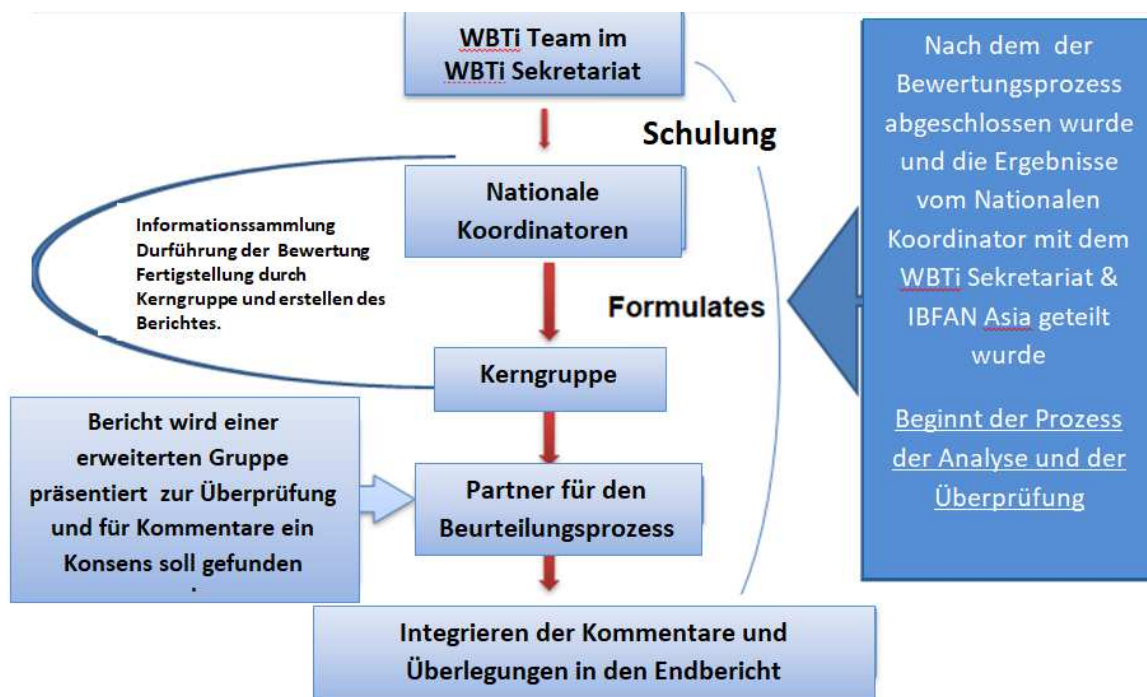 WBTi Team im
WBTi Sekretariat
Schulung
Nationale
Koordinatoren
Informationssammlung
Durführung der Bewertung
Fertigstellung durch
Kerngruppe und erstellen des
Berichtes.
Formulates
Kerngruppe
Bericht wird einer
erweiterten Gruppe
präsentiert zur Überprüfung
und für Kommentare ein
Konsens soll gefunden
.
Partner für den
Beurteilungsprozess
Integrieren der Kommentare und
Überlegungen in den Endbericht
Nach dem der
Bewertungsprozess
abgeschlossen wurde
und die Ergebnisse
vom Nationalen
Koordinator mit dem
WBTi Sekretariat &
IBFAN Asia geteilt
wurde
Beginnt der Prozess
der Analyse und der
Überprüfung